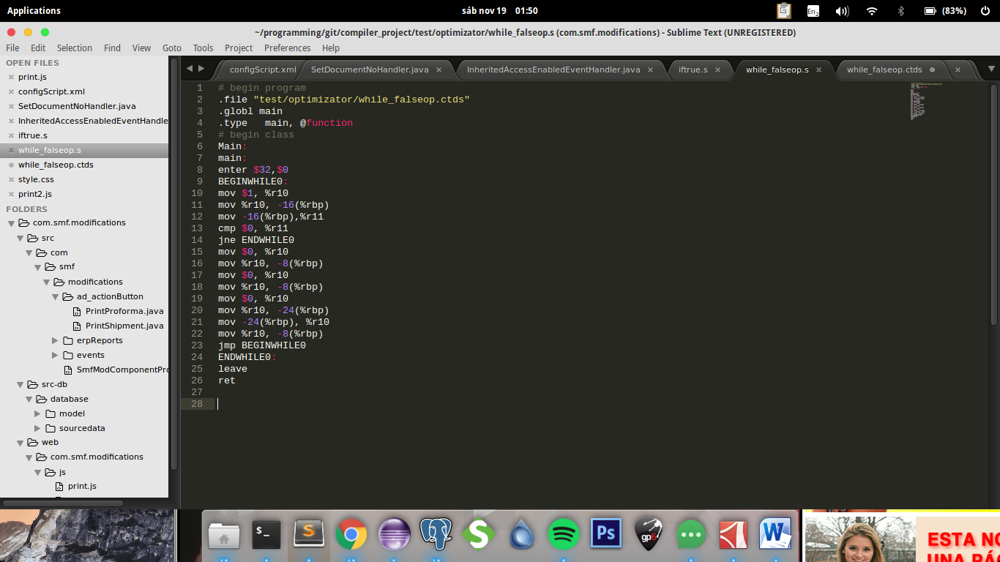 Applications
sáb nov 19 01:50
En2
(83%)
~/programming/git/compiler_project/test/optimizator/while_falseop.s (com.smf.modifications) - Sublime Text (UNREGISTERED)
File Edit Selection Find View Goto Tools Project Preferences Help
OPEN FILES
print.js
configScript.xml
SetDocumentNoHandler.java
InheritedAccessEnabledEventHandle
iftrue.s
while_falseop.s
while_falseop.ctds
style.css
print2.js
FOLDERS
com.smf.modifications
src
com
smf
modifications
ad_actionButton
PrintProforma.java
PrintShipment.java
erpReports
events
SmfModComponentPro
src-db
database
model
sourcedata
web
com.smf.modifications
js
print.js
configScript.xml SetDocumentNoHandler.java InheritedAccessEnabledEventHandler.java iftrue.s while_falseop.s while_falseop.ctds
1 # begin program
2 .file "test/optimizator/while_falseop.ctds"
3 .globl main
4 .type   main, @function
5 # begin class
6 Main:
7 main:
8 enter $32,$0
9 BEGINWHILE0:
10 mov $1, %r10
11 mov %r10, -16(%rbp)
12 mov -16(%rbp),%r11
13 cmp $0, %r11
14 jne ENDWHILE0
15 mov $0, %r10
16 mov %r10, -8(%rbp)
17 mov $0, %r10
18 mov %r10, -8(%rbp)
19 mov $0, %r10
20 mov %r10, -24(%rbp)
21 mov -24(%rbp), %r10
22 mov %r10, -8(%rbp)
23 jmp BEGINWHILE0
24 ENDWHILE0:
25 leave
26 ret
27
28
$_
S
S
Ps
gp6
W
ESTA NO
UNA PÁG